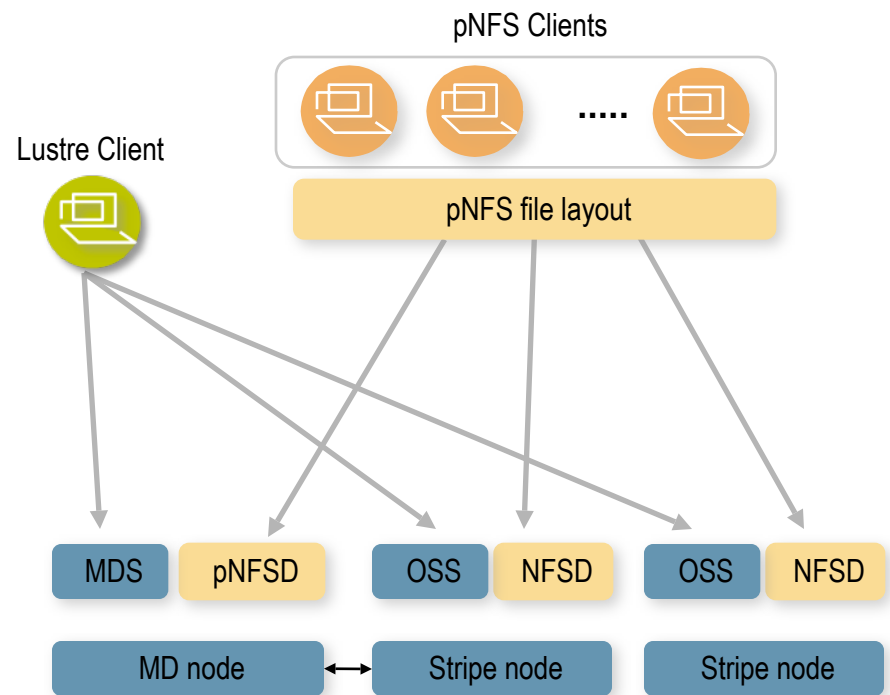 pNFS Clients
.....
Lustre Client
pNFS file layout
MDS
pNFSD
OSS
NFSD
OSS
NFSD
MD node
Stripe node
Stripe node